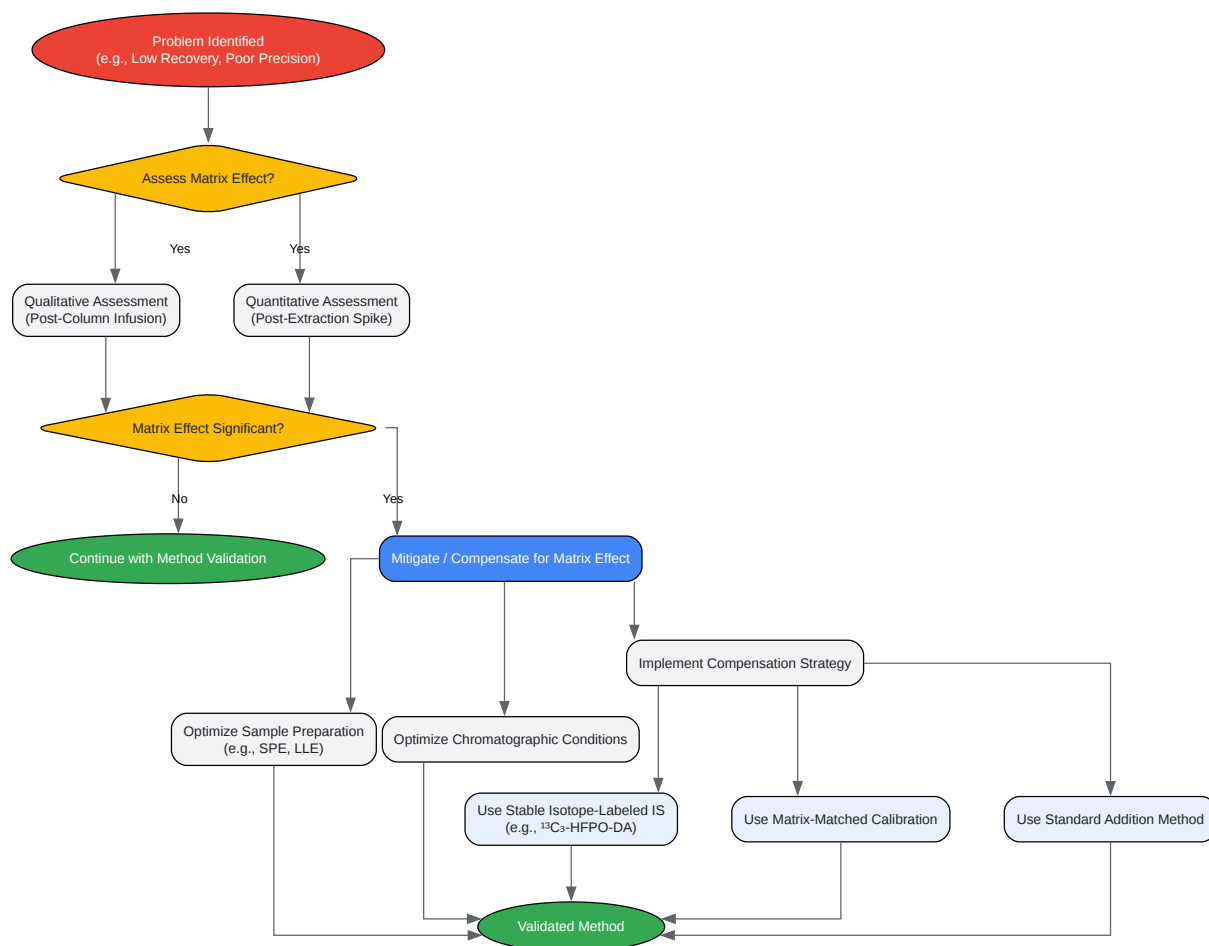 Problem Identified
(e.g., Low Recovery, Poor Precision)
Assess Matrix Effect?
Yes
Yes
Qualitative Assessment
(Post-Column Infusion)
Quantitative Assessment
(Post-Extraction Spike)
Matrix Effect Significant?
No
Yes
Continue with Method Validation
Mitigate / Compensate for Matrix Effect
Implement Compensation Strategy
Optimize Sample Preparation
(e.g., SPE, LLE)
Optimize Chromatographic Conditions
Use Stable Isotope-Labeled IS
(e.g., ¹³C₃-HFPO-DA)
Use Matrix-Matched Calibration
Use Standard Addition Method
Validated Method